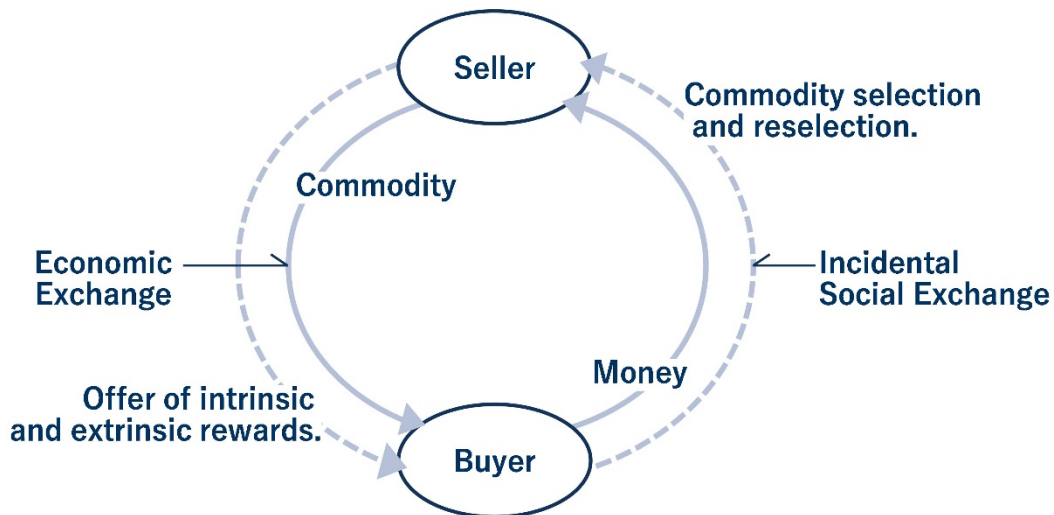 Seller
Commodity selection
and reselection.
Commodity
Economic
Exchange
Incidental
Social Exchange
Money
Offer of intrinsic
and extrinsic rewards.
Buyer